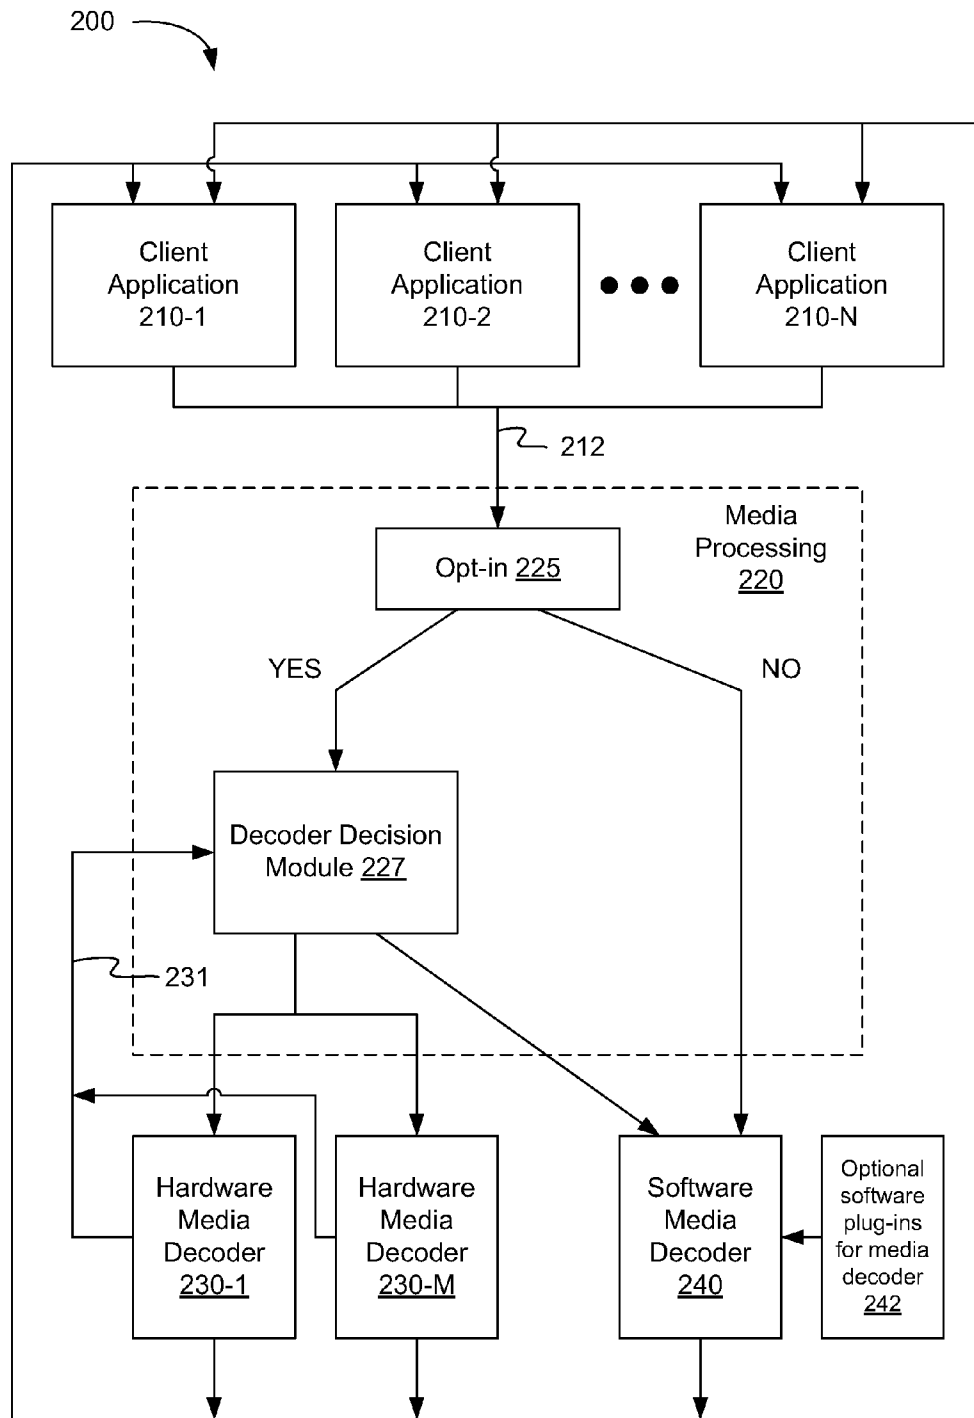 200
Client
Application
210-1
Client
Application
210-2
Client
Application
210-N
212
Media
Processing
220
Opt-in 225
YES
NO
Decoder Decision
Module 227
231
Hardware
Media
Decoder
230-1
Hardware
Media
Decoder
230-M
Software
Media
Decoder
240
Optional
software
plug-ins
for media
decoder
242